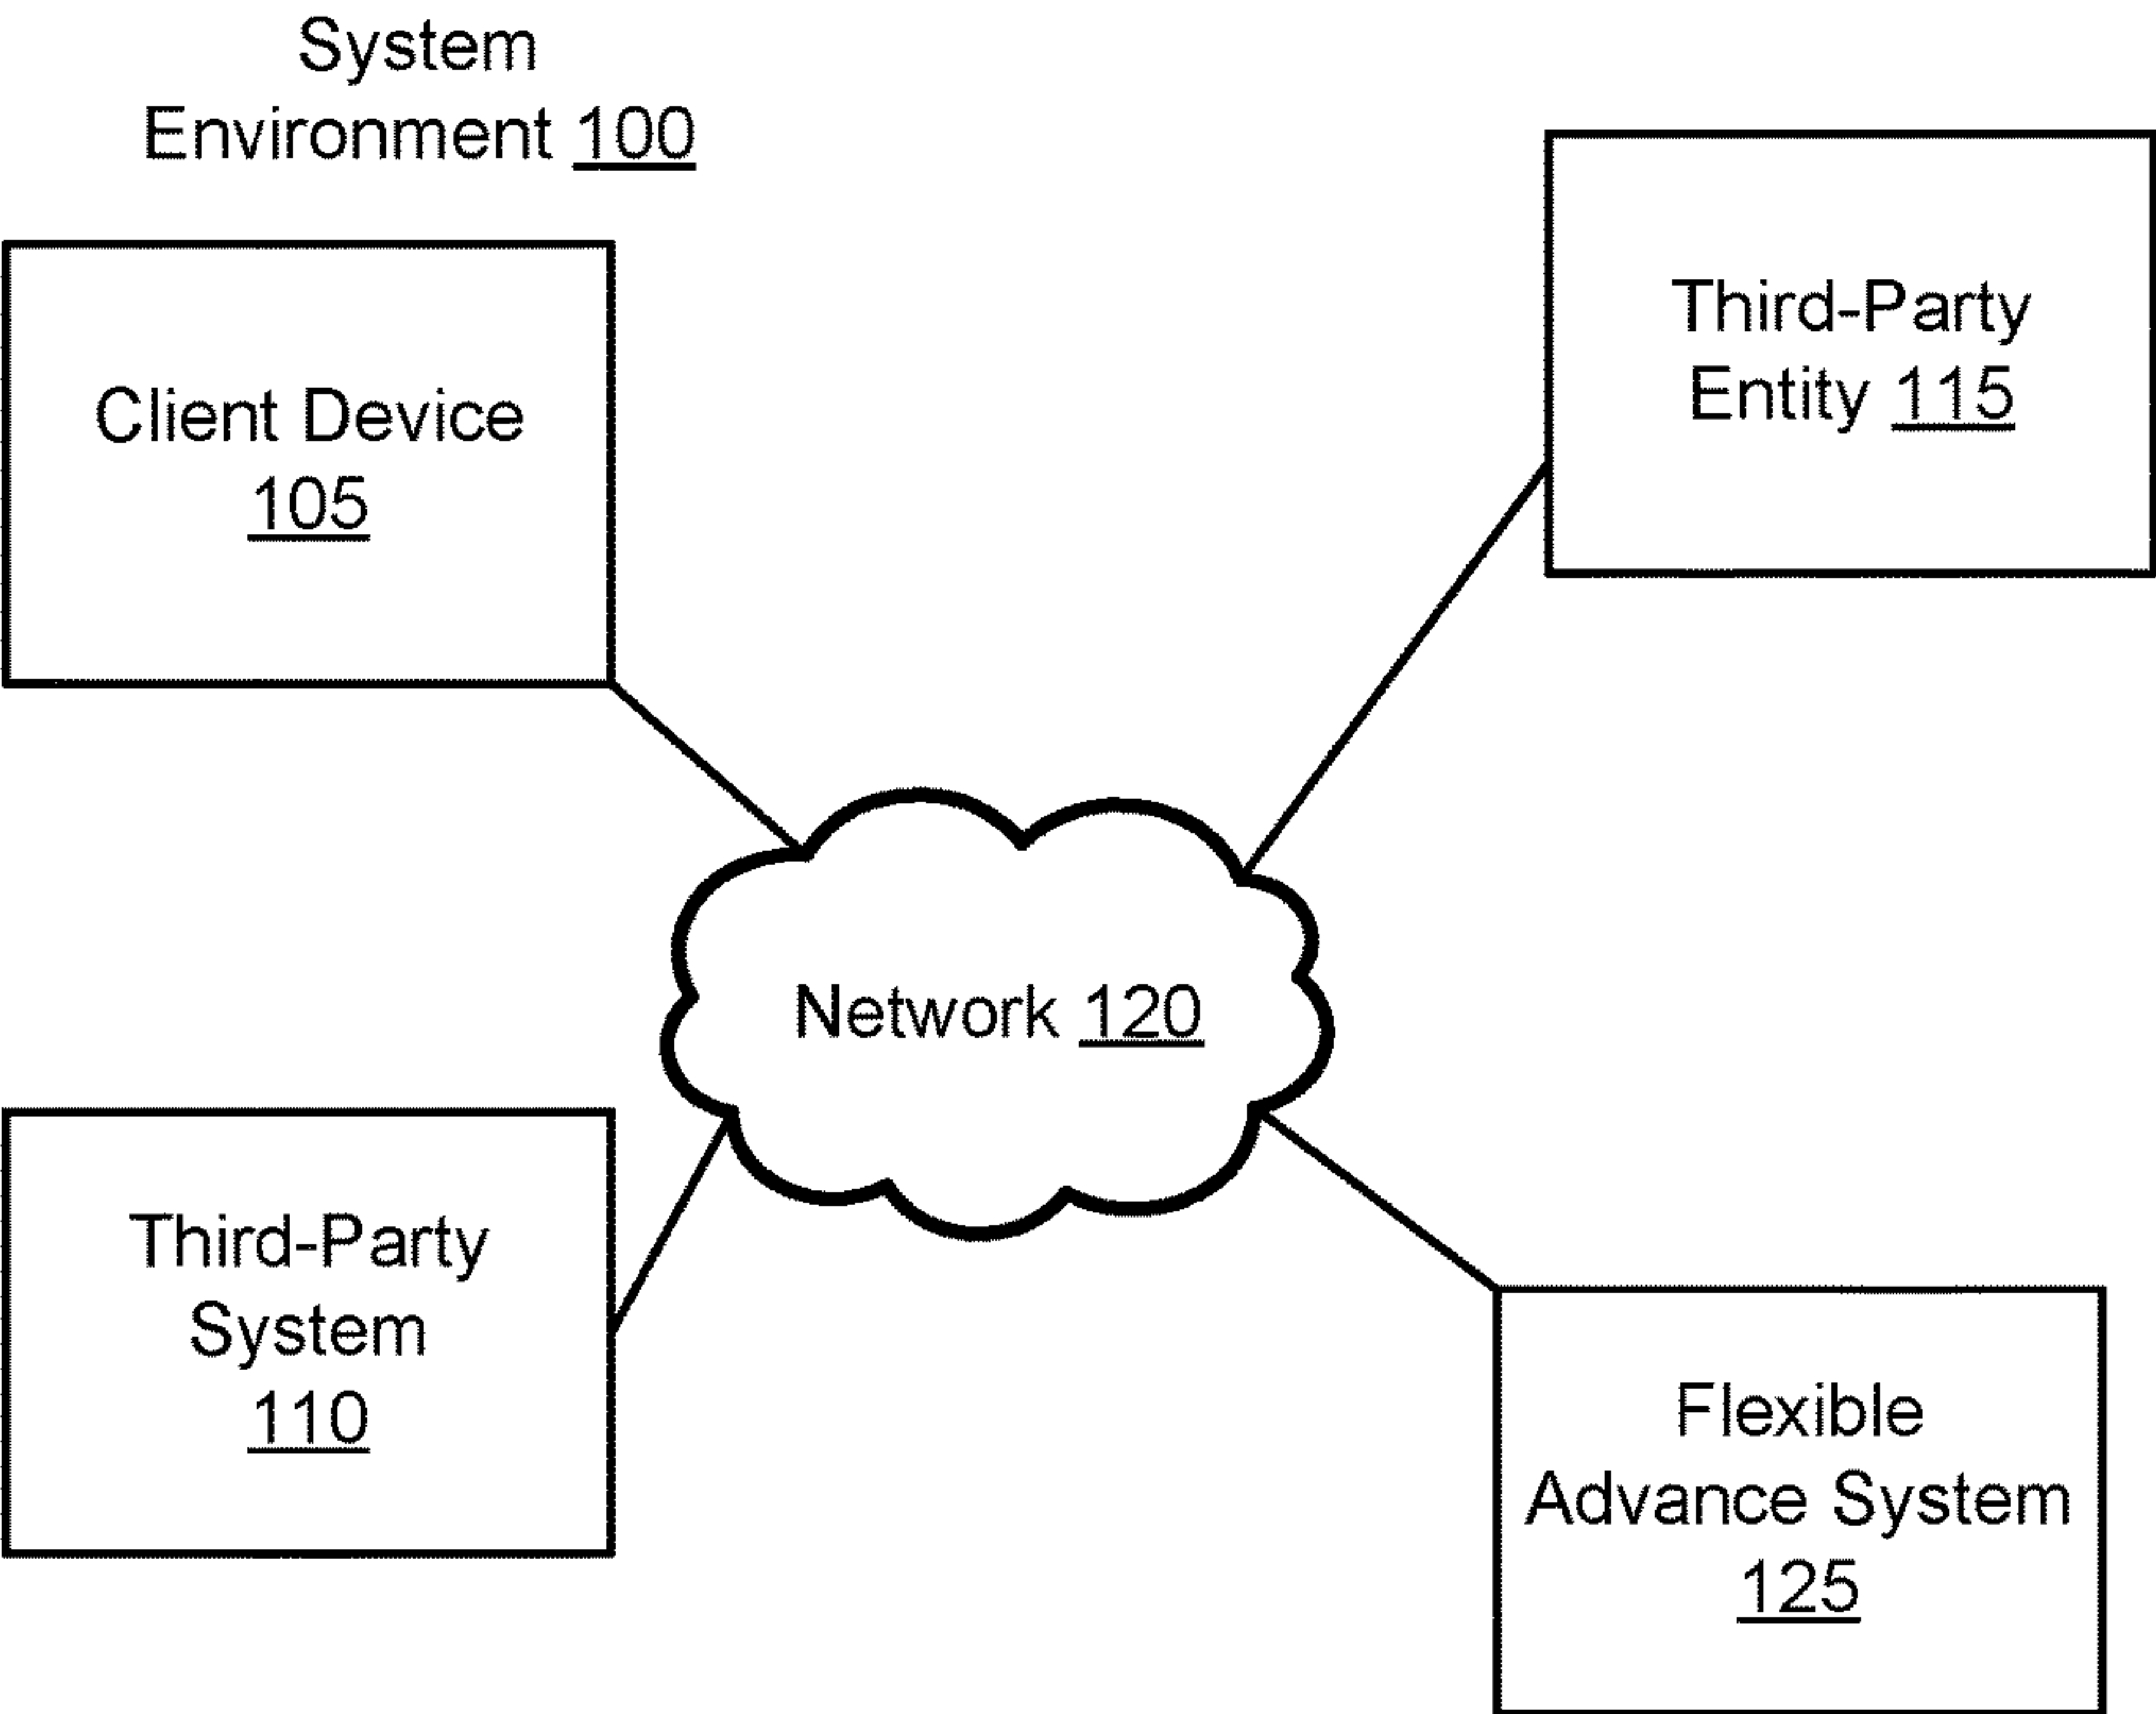 System
Environment 100
Client Device
105
Third-Party
Entity 115
Network 120
Third-Party
System
110
Flexible
Advance System
125